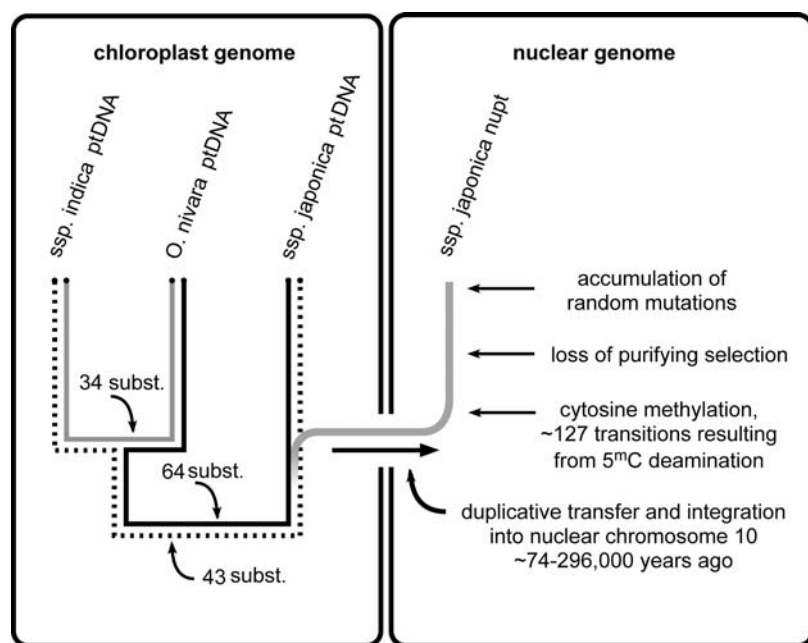 chloroplast genome
nuclear genome
ssp. indica ptDNA
O. nivara ptDNA
ssp. japonica ptDNA
ssp. japonica nupt
34 subst.
64 subst.
43 subst.
accumulation of
random mutations
loss of purifying selection
cytosine methylation,
~127 transitions resulting
from 5ᵐC deamination
duplicative transfer and integration
into nuclear chromosome 10
~74-296,000 years ago